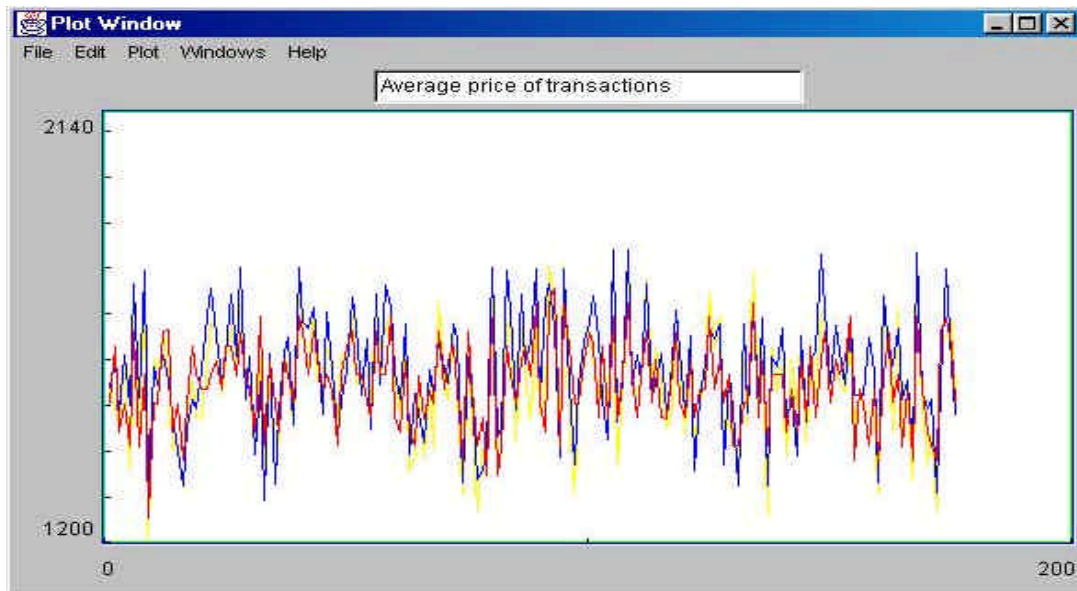 Plot Window
File Edit Plot Windows Help
Average price of transactions
2140
1200
0 200